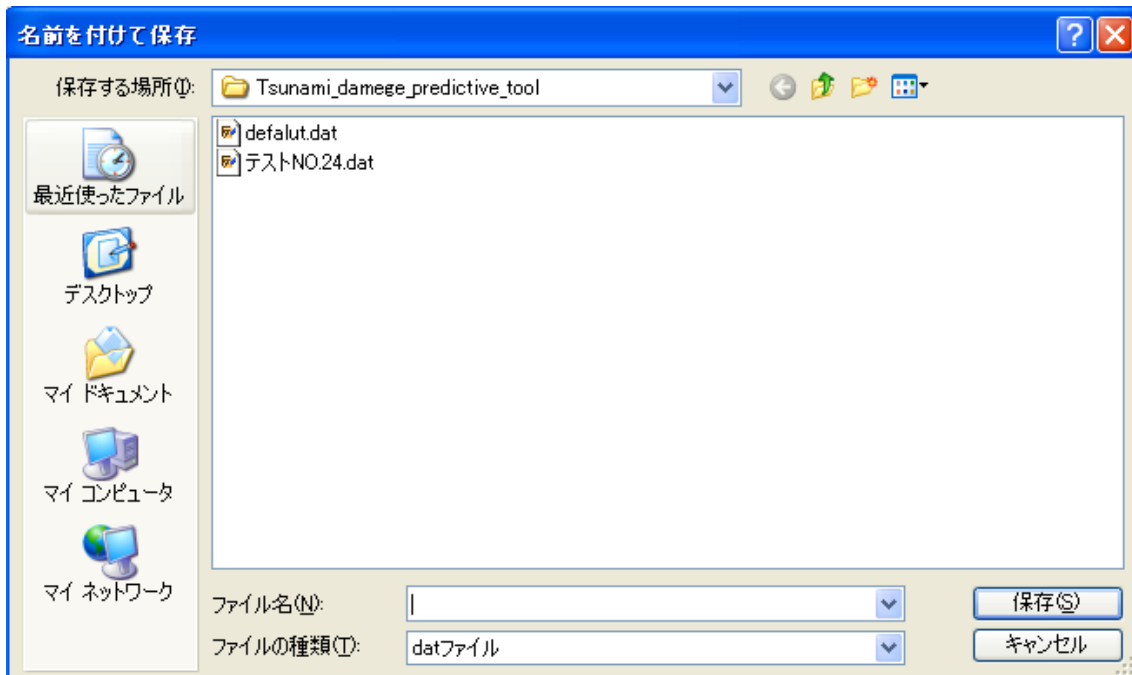 名前を付けて保存
保存する場所(I):
Tsunami_damege_predictive_tool
最近使ったファイル
デスクトップ
マイ ドキュメント
マイ コンピュータ
マイ ネットワーク
defalut.dat
テストNO.24.dat
ファイル名(N):
保存(S)
ファイルの種類(T):
datファイル
キャンセル